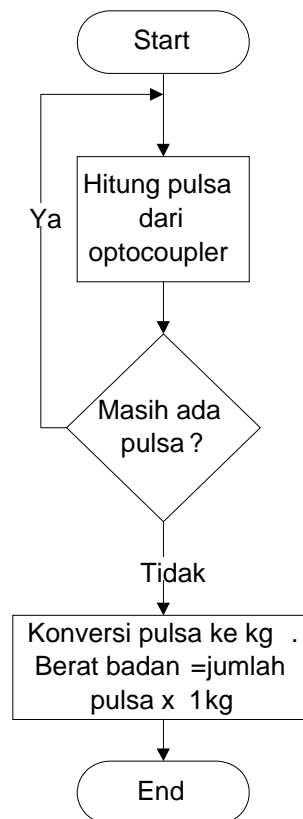 Start
Hitung pulsa
dari
optocoupler
Ya
Masih ada
pulsa ?
Tidak
Konversi pulsa ke kg .
Berat badan =jumlah
pulsa x 1kg
End